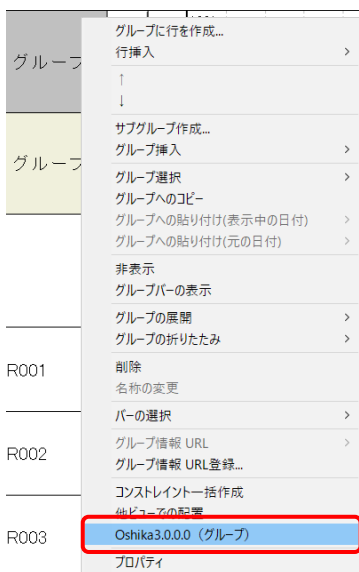 グループに行を作成...
グループ
行挿入 >
↑
↓
サブグループ作成...
グループ
グループ挿入 >
グループ選択 >
グループへのコピー
グループへの貼り付け(表示中の日付) >
グループへの貼り付け(元の日付) >
非表示
グループバーの表示
グループの展開 >
グループの折りたたみ >
R001
削除
名称の変更
バーの選択 >
R002
グループ情報 URL >
グループ情報 URL登録...
コンストレイント一括作成
他ビューでの配置
R003
Oshika3.0.0.0（グループ）
プロパティ